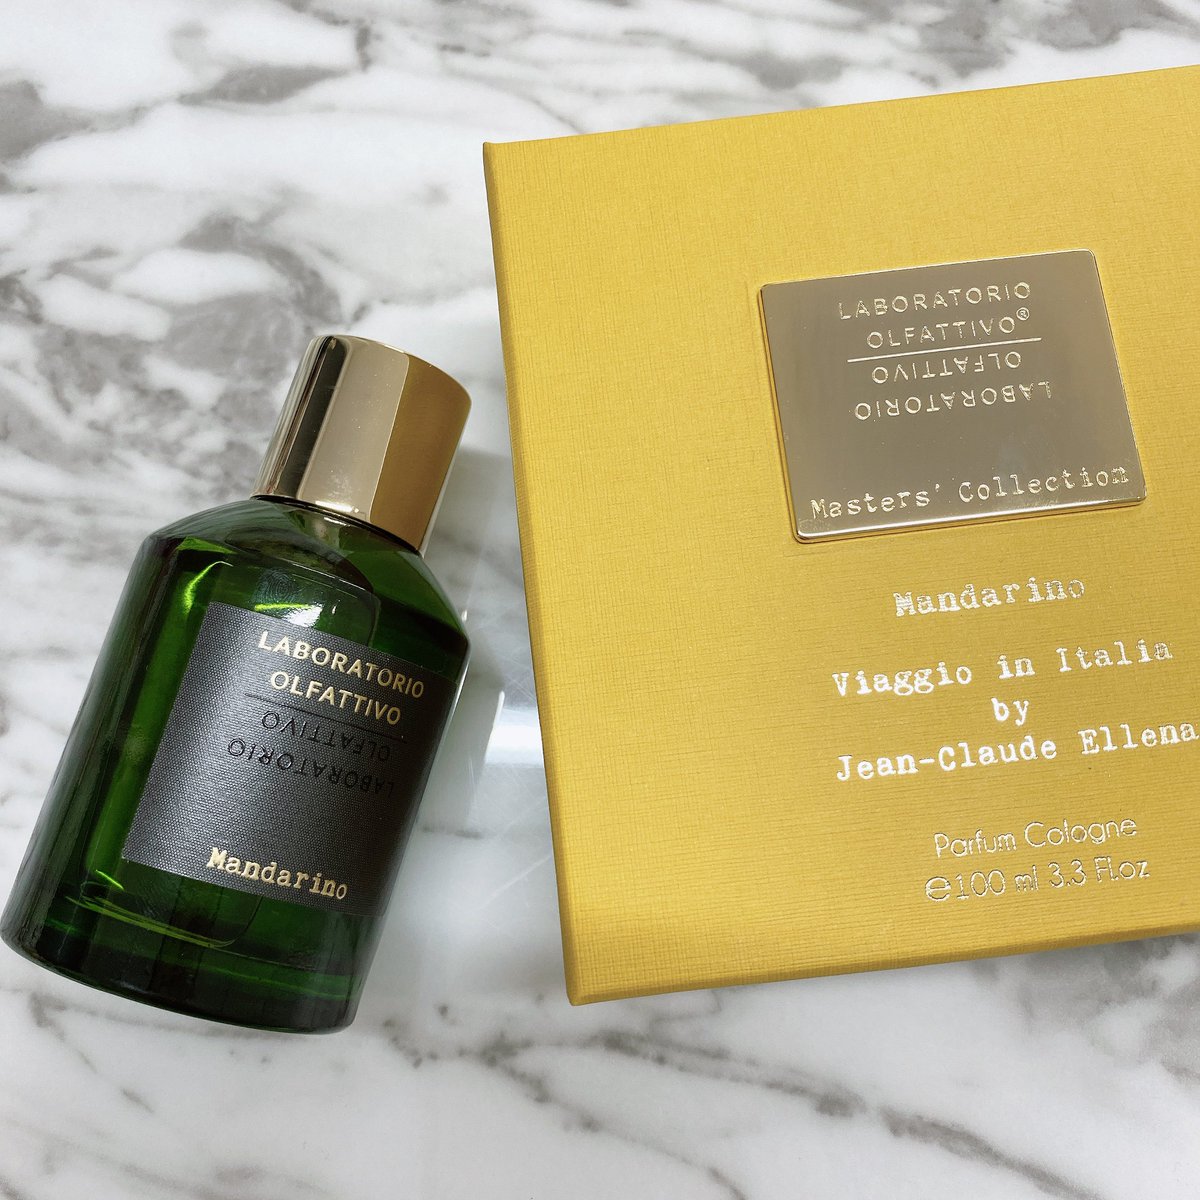 LABORATORIO
OLFATTIVO
OLFATTIVO
LABORATORIO
Mandarino
LABORATORIO
OLFATTIVO®
OLFATTIVO
LABORATORIO
Masters' Collection
Mandarino
Viaggio in Italia
by
Jean-Claude Ellena
Parfum Cologne
℮100 ml 3.3 Fl.oz